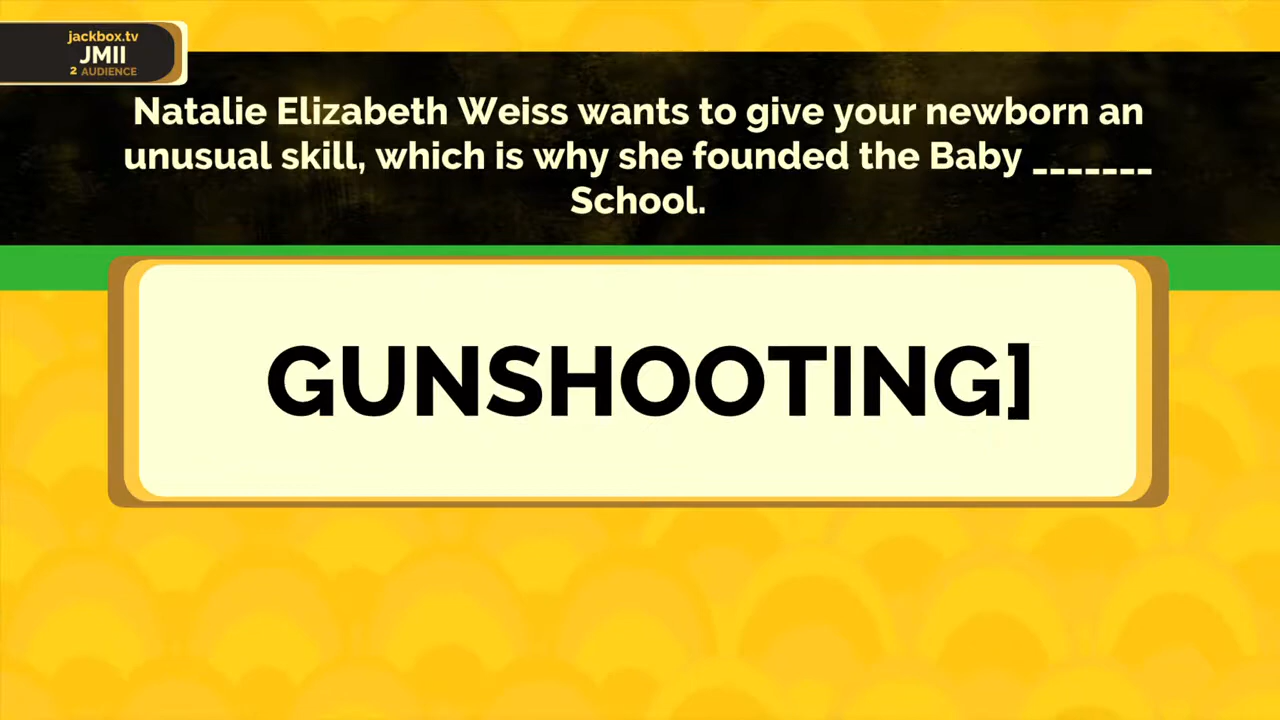 jackbox.tv
JMII
2 AUDIENCE
Natalie Elizabeth Weiss wants to give your newborn an
unusual skill, which is why she founded the Baby _______
School.
GUNSHOOTING]